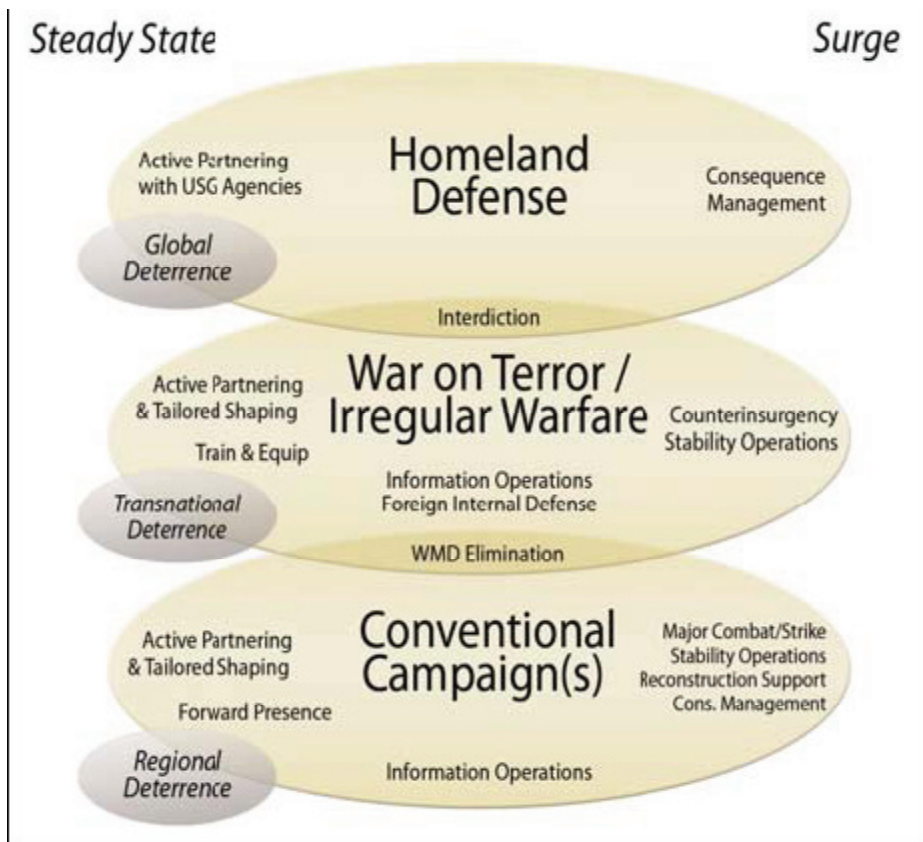 Steady State
Surge
Homeland
Defense
Active Partnering
with USG Agencies
Consequence
Management
Global
Deterrence
Interdiction
War on Terror /
Irregular Warfare
Active Partnering
& Tailored Shaping
Train & Equip
Counterinsurgency
Stability Operations
Information Operations
Foreign Internal Defense
Transnational
Deterrence
WMD Elimination
Conventional
Campaign(s)
Active Partnering
& Tailored Shaping
Forward Presence
Major Combat/Strike
Stability Operations
Reconstruction Support
Cons. Management
Regional
Deterrence
Information Operations